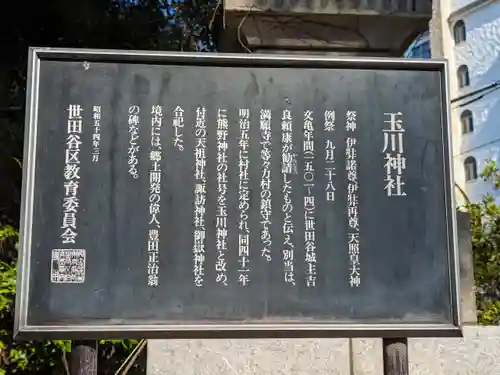 玉川神社
祭神 伊弉諾尊、伊弉冉尊、天照皇大神
例祭 九月二十八日
文亀年間(一五〇一~四)に世田谷城主吉
良頼康が勧請したものと伝え、別当は、
満願寺で等々力村の鎮守であった。
明治五年に村社に定められ、同四十一年
に熊野神社の社号を玉川神社と改め、
付近の天祖神社、諏訪神社、御嶽神社を
合祀した。
境内には、郷土開発の偉人、豊田正治翁
の碑などがある。
昭和五十四年三月
世田谷区教育委員会